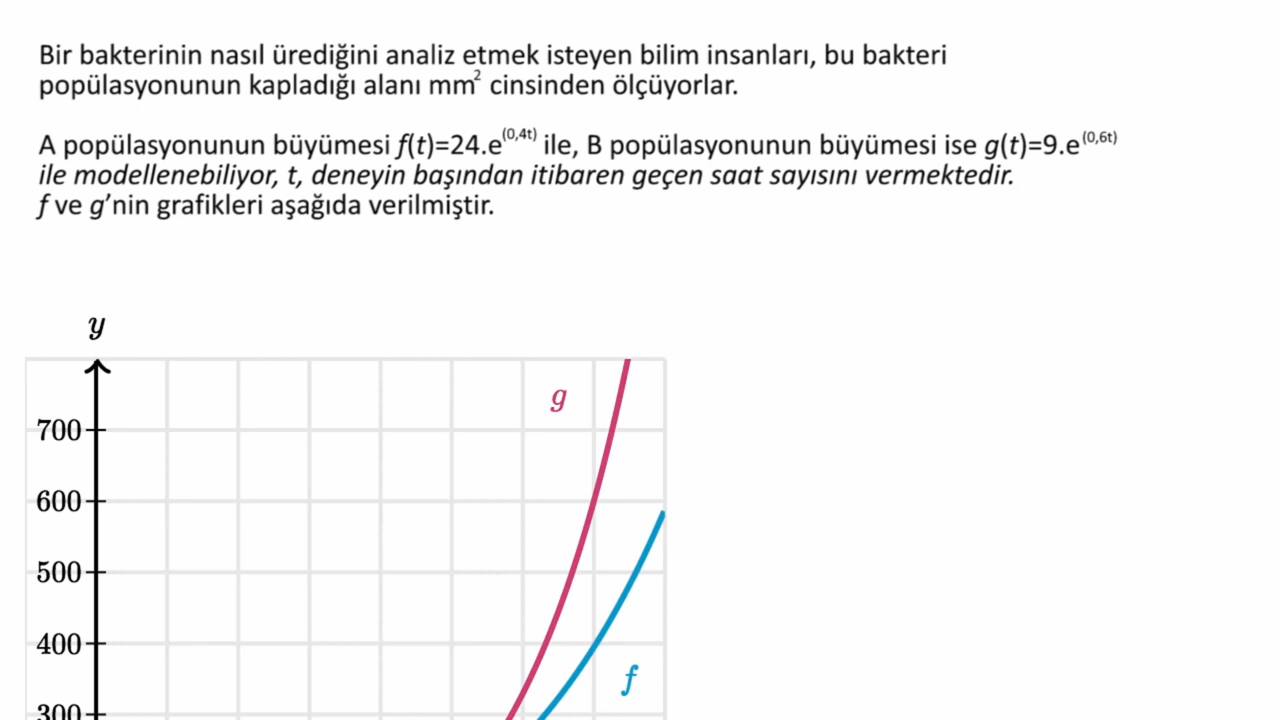 Bir bakterinin nasıl ürediğini analiz etmek isteyen bilim insanları, bu bakteri
popülasyonunun kapladığı alanı mm² cinsinden ölçüyorlar.
A popülasyonunun büyümesi f(t)=24.e^(0,4t) ile, B popülasyonunun büyümesi ise g(t)=9.e^(0,6t)
ile modellenebiliyor, t, deneyin başından itibaren geçen saat sayısını vermektedir.
f ve g’nin grafikleri aşağıda verilmiştir.
y
g
700
600
500
400
f
300